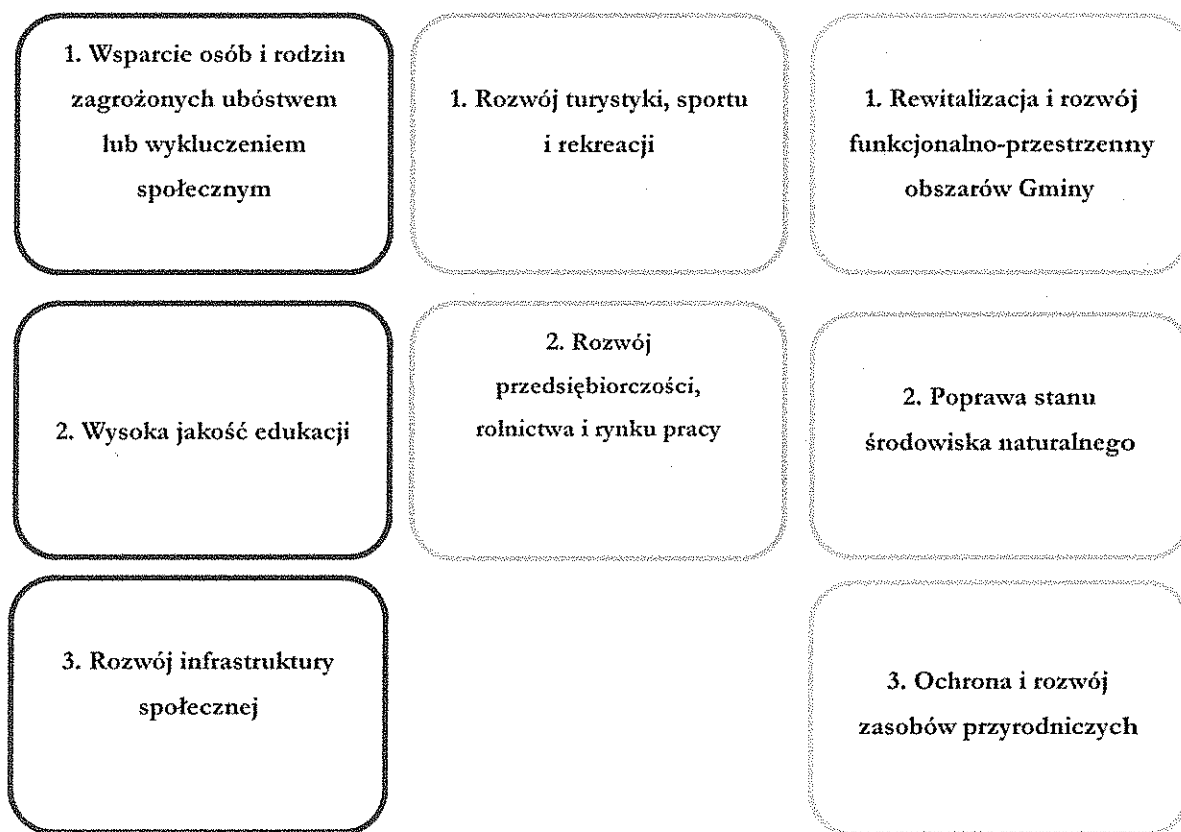 1. Wsparcie osób i rodzin
zagrożonych ubóstwem
lub wykluczeniem
społecznym
1. Rozwój turystyki, sportu
i rekreacji
1. Rewitalizacja i rozwój
funkcjonalno-przestrzenny
obszarów Gminy
2. Wysoka jakość edukacji
2. Rozwój
przedsiębiorczości,
rolnictwa i rynku pracy
2. Poprawa stanu
środowiska naturalnego
3. Rozwój infrastruktury
społecznej
3. Ochrona i rozwój
zasobów przyrodniczych